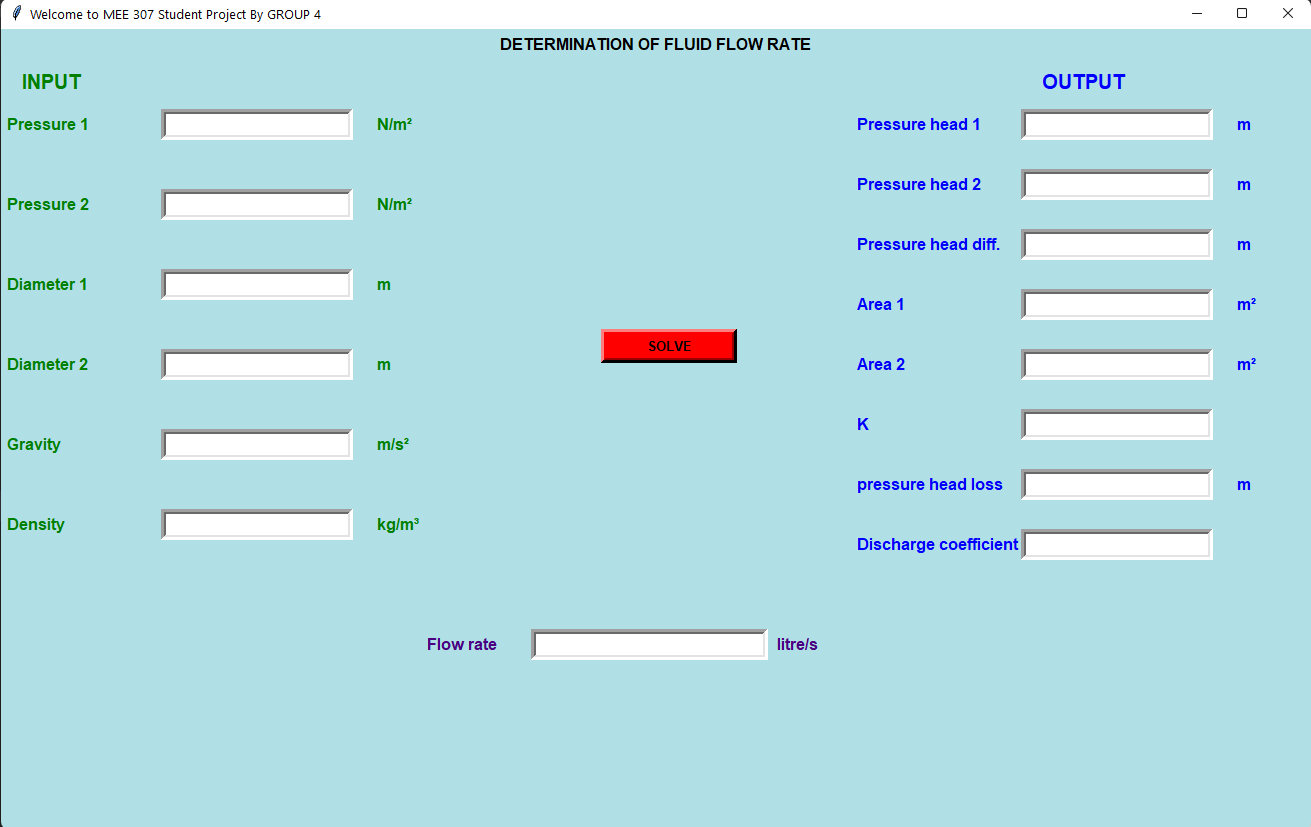 Welcome to MEE 307 Student Project By GROUP 4
DETERMINATION OF FLUID FLOW RATE
INPUT
OUTPUT
Pressure 1 N/m²
Pressure head 1 m
Pressure head 2 m
Pressure 2 N/m²
Pressure head diff. m
Diameter 1 m
Area 1 m²
SOLVE
Diameter 2 m
Area 2 m²
K
Gravity m/s²
pressure head loss m
Density kg/m³
Discharge coefficient
Flow rate litre/s